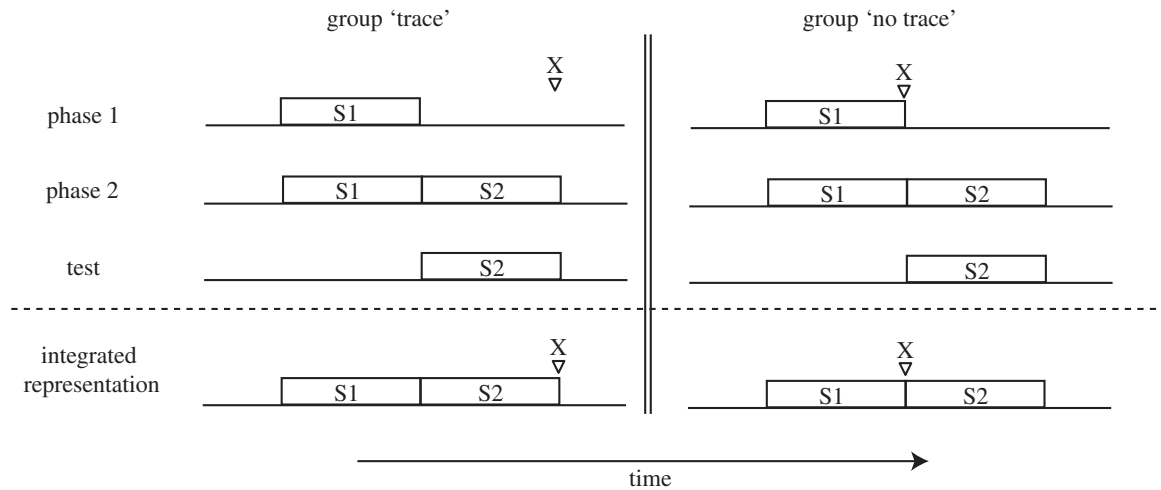 group ‘trace’ group ‘no trace’
X X
phase 1 S1 S1
phase 2 S1 S2 S1 S2
test S2 S2
X X
integrated
representation S1 S2 S1 S2
time